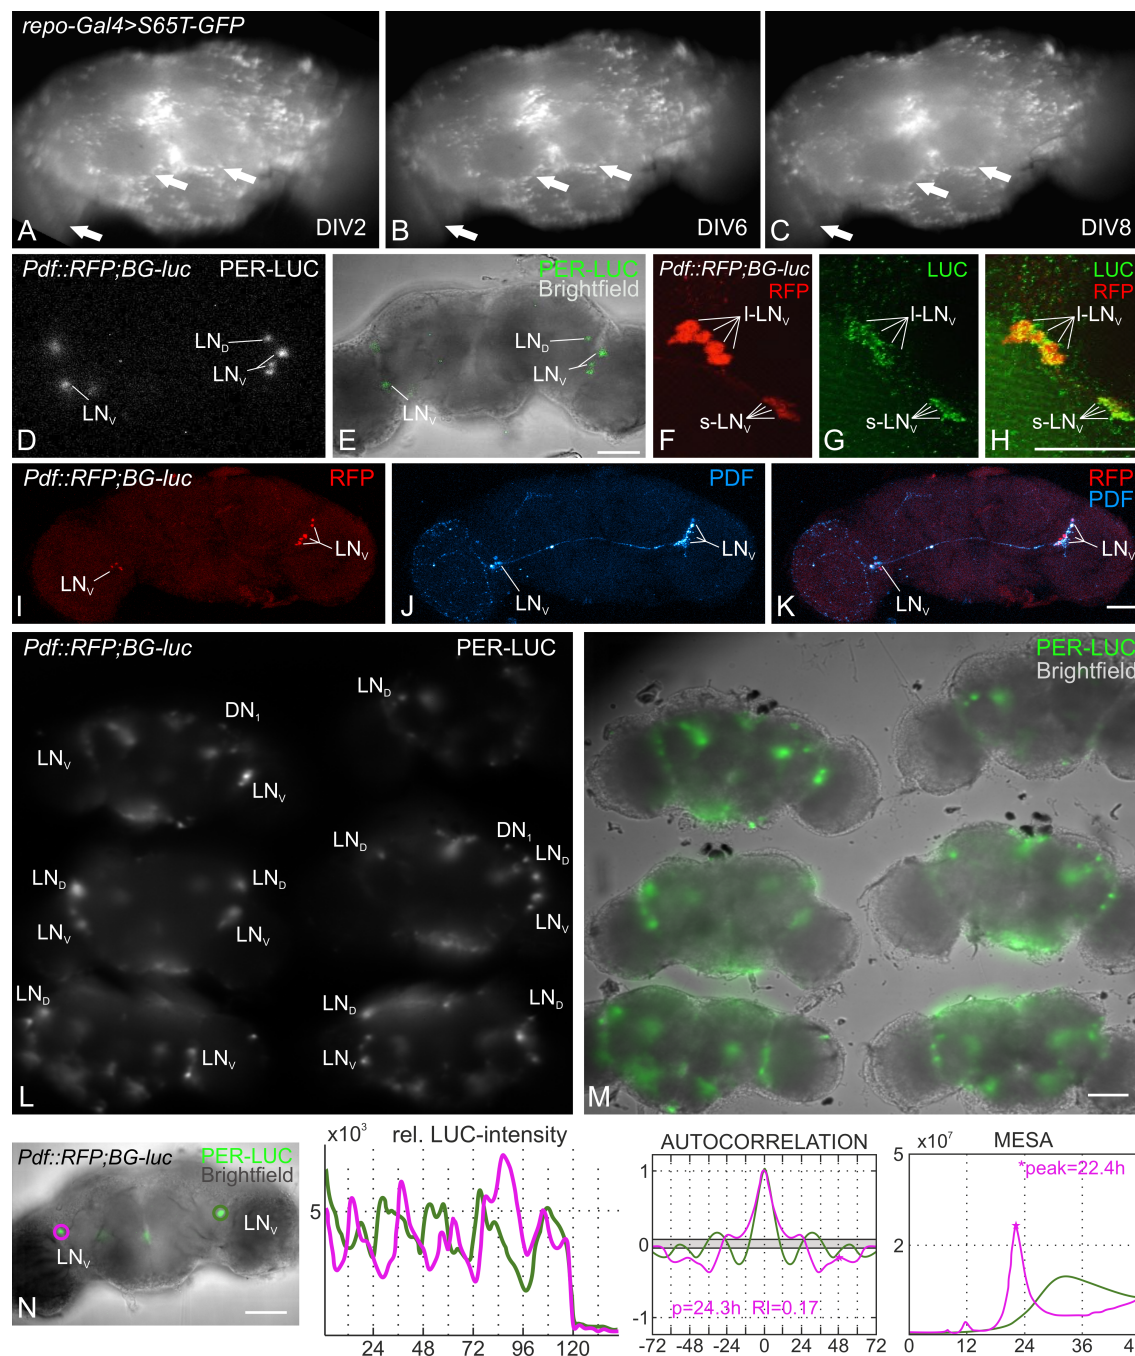 repo-Gal4>S65T-GFP
A
DIV2
B
DIV6
C
DIV8
Pdf::RFP;BG-luc
PER-LUC
LND
LNV
LNV
D
PER-LUC
Brightfield
LND
LNV
LNV
E
Pdf::RFP;BG-luc
RFP
l-LNV
s-LNV
F
LUC
l-LNV
s-LNV
G
LUC
RFP
l-LNV
s-LNV
H
Pdf::RFP;BG-luc
RFP
LNV
LNV
I
PDF
LNV
LNV
J
RFP
PDF
LNV
LNV
K
Pdf::RFP;BG-luc
PER-LUC
LND
DN1
LNV
LNV
LND
DN1
LND
LND
LND
LNV
LNV
LNV
LND
LND
LND
LNV
LNV
L
PER-LUC
Brightfield
M
Pdf::RFP;BG-luc
PER-LUC
Brightfield
LNV
LNV
N
x10³
rel. LUC-intensity
5
24 48 72 96 120
AUTOCORRELATION
1
0
-1
p=24.3h RI=0.17
-72 -48 -24 0 24 48 72
x10⁷
MESA
5
*peak=22.4h
2
0
0 12 24 36 4